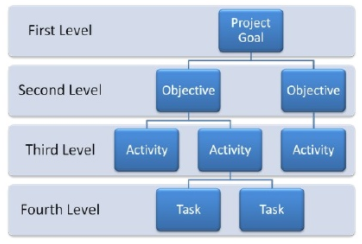 First Level
Project
Goal
Second Level
Objective
Objective
Third Level
Activity
Activity
Activity
Fourth Level
Task
Task